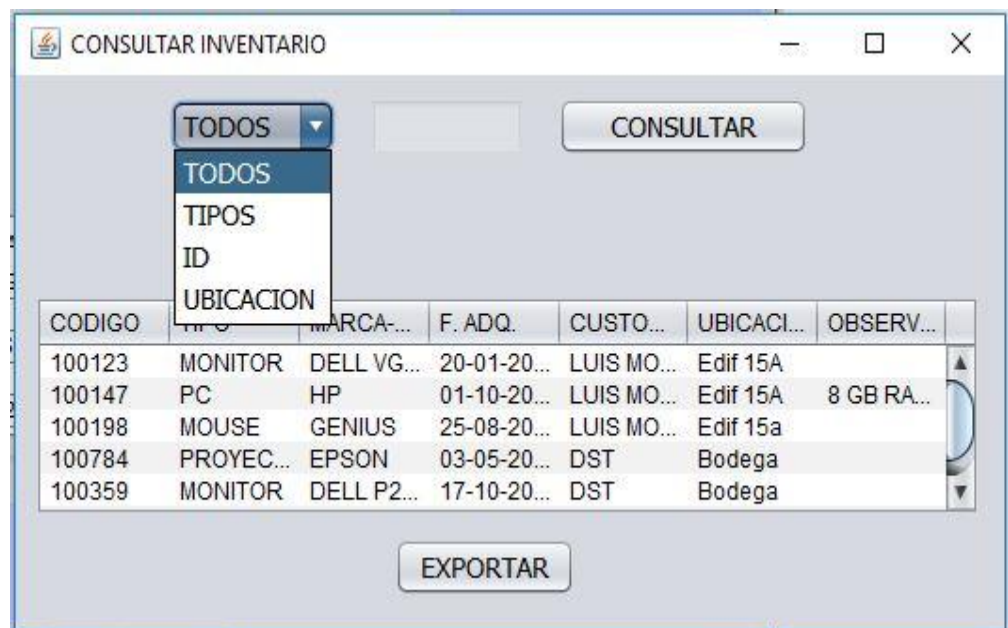 CONSULTAR INVENTARIO
TODOS CONSULTAR
TODOS
TIPOS
ID
UBICACION
CODIGO TIPO MARCA-... F. ADQ. CUSTO... UBICACI... OBSERV...
100123 MONITOR DELL VG... 20-01-20... LUIS MO... Edif 15A
100147 PC HP 01-10-20... LUIS MO... Edif 15A 8 GB RA...
100198 MOUSE GENIUS 25-08-20... LUIS MO... Edif 15a
100784 PROYEC... EPSON 03-05-20... DST Bodega
100359 MONITOR DELL P2... 17-10-20... DST Bodega
EXPORTAR